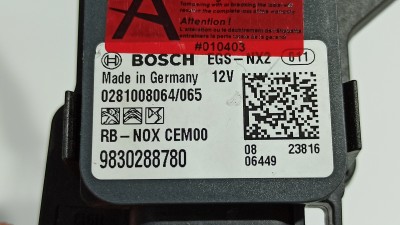 A
Attention !
#010403
BOSCH EGS-NX2 011
Made in Germany 12V
0281008064/065
RB-NOX CEM00
9830288780
08 23816
06449